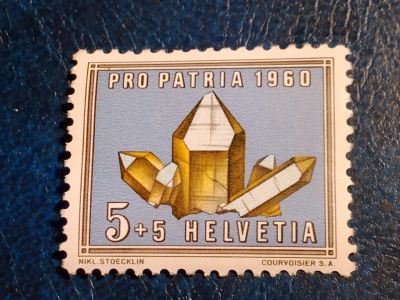 PRO PATRIA 1960
5+5 HELVETIA
NIKL STOECKLIN COURVOISIER S.A.